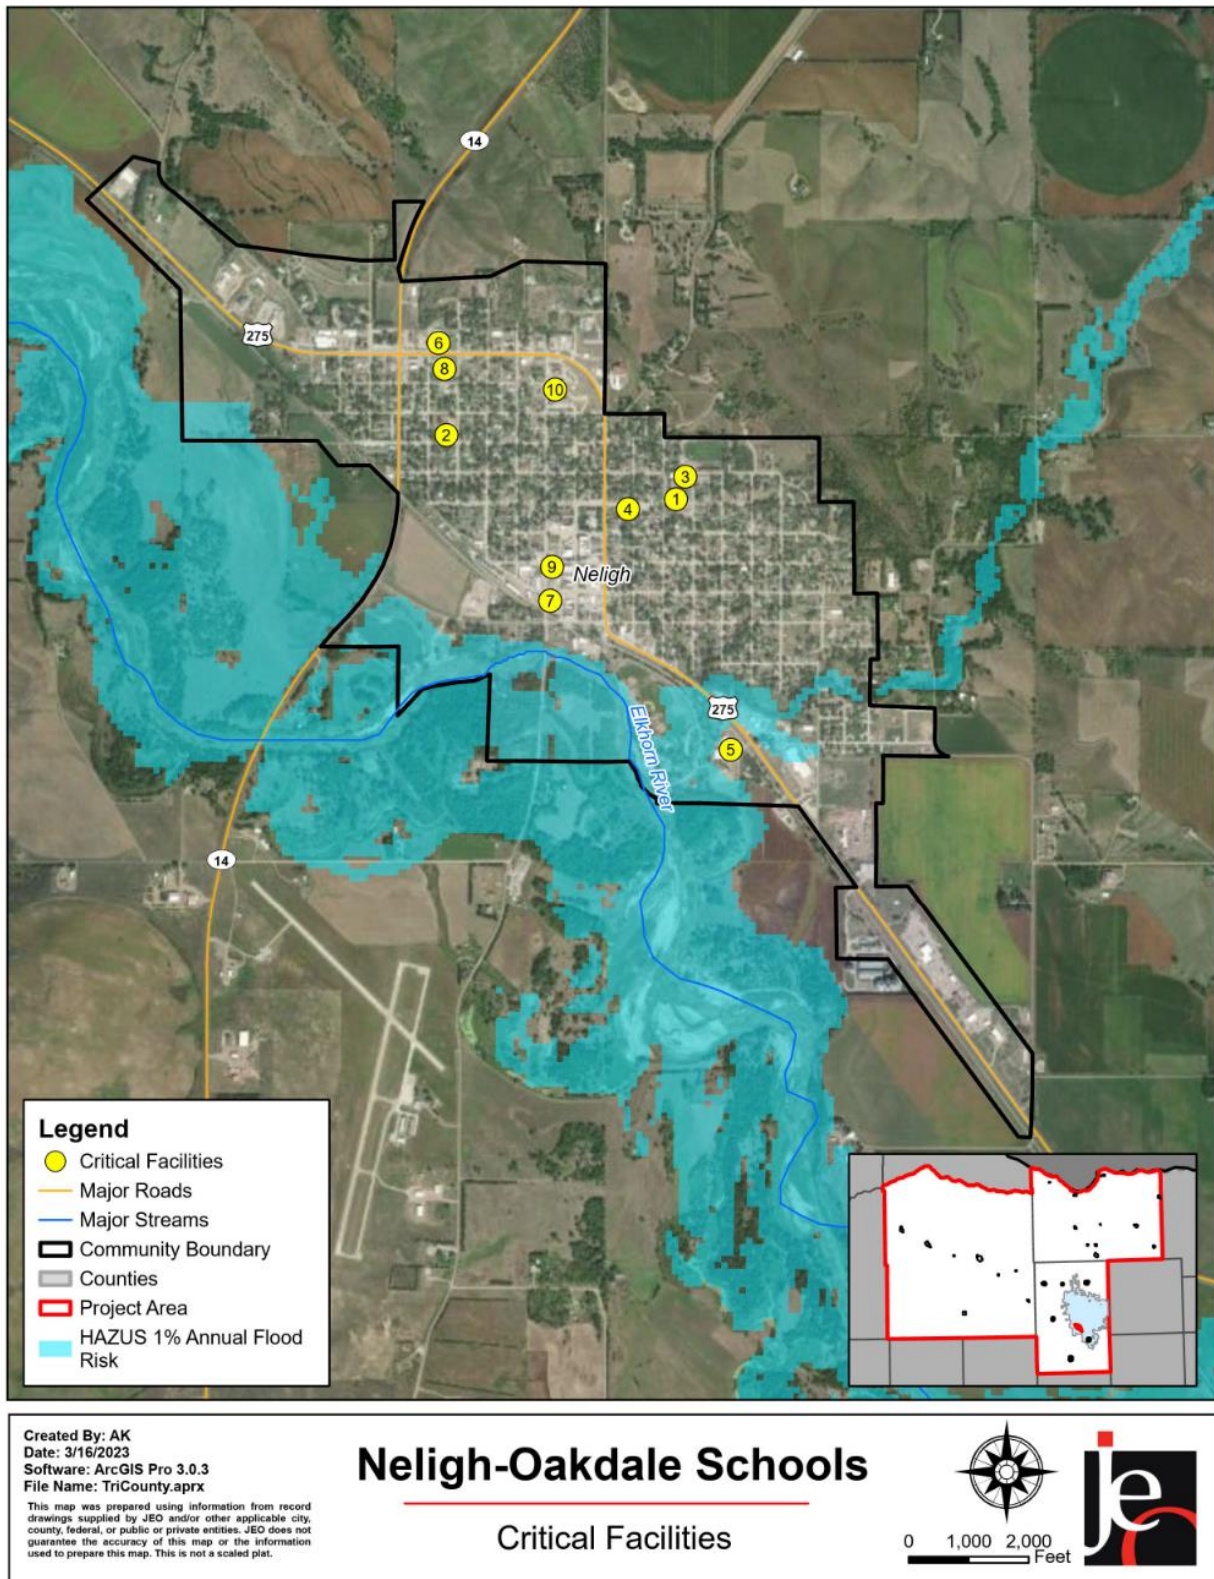 14
275
6
8
10
2
3
1
4
9
Neligh
7
275
5
Elkhorn River
14
Legend
Critical Facilities
Major Roads
Major Streams
Community Boundary
Counties
Project Area
HAZUS 1% Annual Flood
Risk
Created By: AK
Date: 3/16/2023
Software: ArcGIS Pro 3.0.3
File Name: TriCounty.aprx
This map was prepared using information from record
drawings supplied by JEO and/or other applicable city,
county, federal, or public or private entities. JEO does not
guarantee the accuracy of this map or the information
used to prepare this map. This is not a scaled plat.
Neligh-Oakdale Schools
Critical Facilities
0 1,000 2,000
Feet
jeo